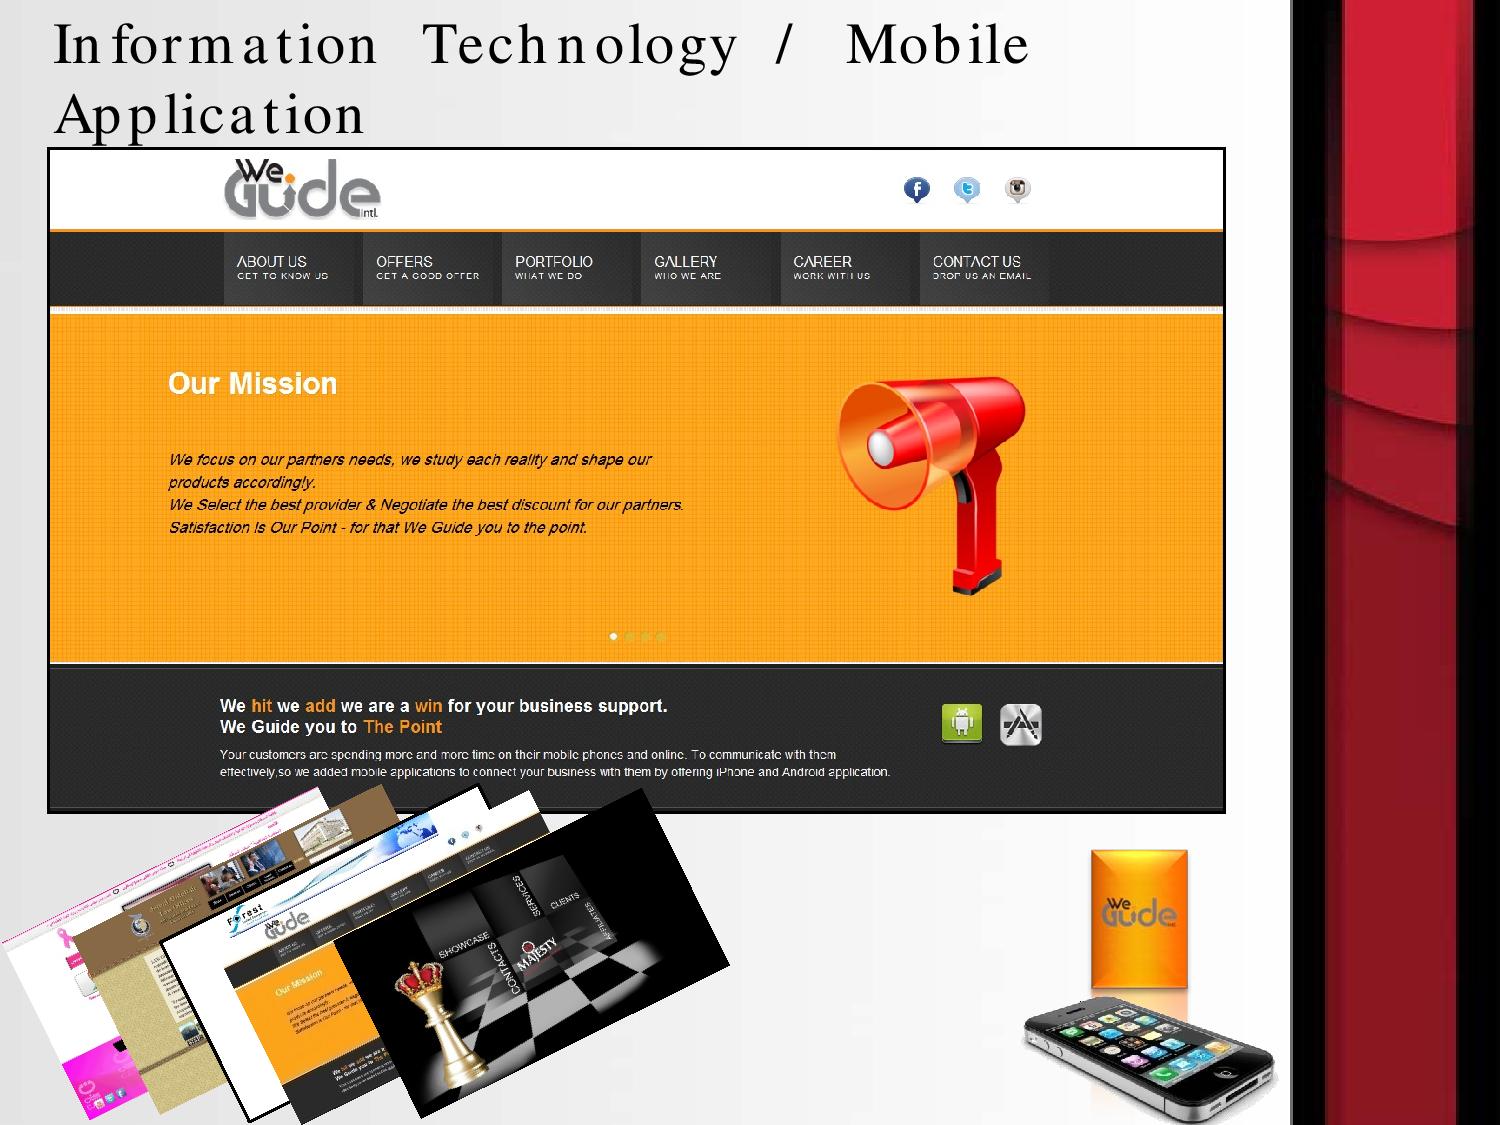 Information Technology / Mobile
Application
We
Guide
Intl.
ABOUT US
GET TO KNOW US
OFFERS
GET A GOOD OFFER
PORTFOLIO
WHAT WE DO
GALLERY
WHO WE ARE
CAREER
WORK WITH US
CONTACT US
DROP US AN EMAIL
Our Mission
We focus on our partners needs, we study each reality and shape our
products accordingly.
We Select the best provider & Negotiate the best discount for our partners.
Satisfaction Is Our Point - for that We Guide you to the point.
We hit we add we are a win for your business support.
We Guide you to The Point
Your customers are spending more and more time on their mobile phones and online. To communicate with them
effectively,so we added mobile applications to connect your business with them by offering iPhone and Android application.
Forest
We
Guide
Our Mission
SHOWCASE
CONTACTS
SERVICES
CLIENTS
AFFILIATES
MAJESTY
We
Guide